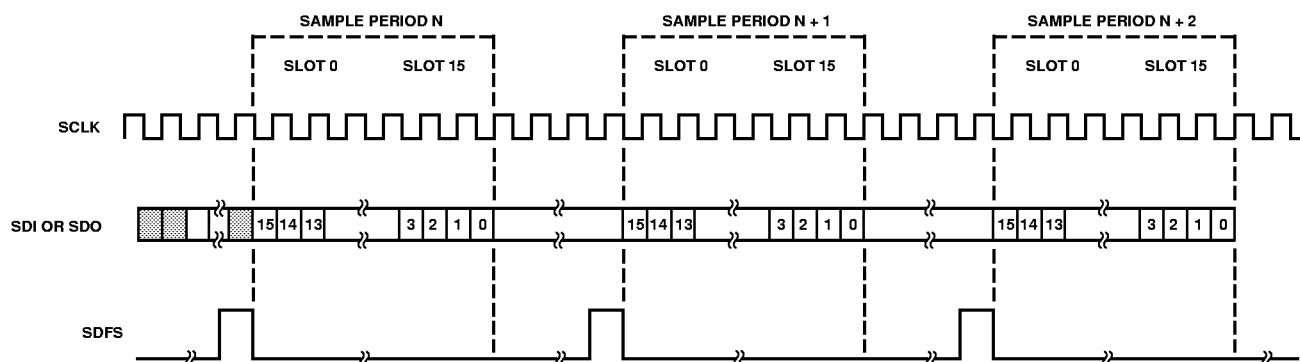 SAMPLE PERIOD N SAMPLE PERIOD N + 1 SAMPLE PERIOD N + 2
SLOT 0 SLOT 15 SLOT 0 SLOT 15 SLOT 0 SLOT 15
SCLK
SDI OR SDO 15 14 13 3 2 1 0 15 14 13 3 2 1 0 15 14 13 3 2 1 0
SDFS